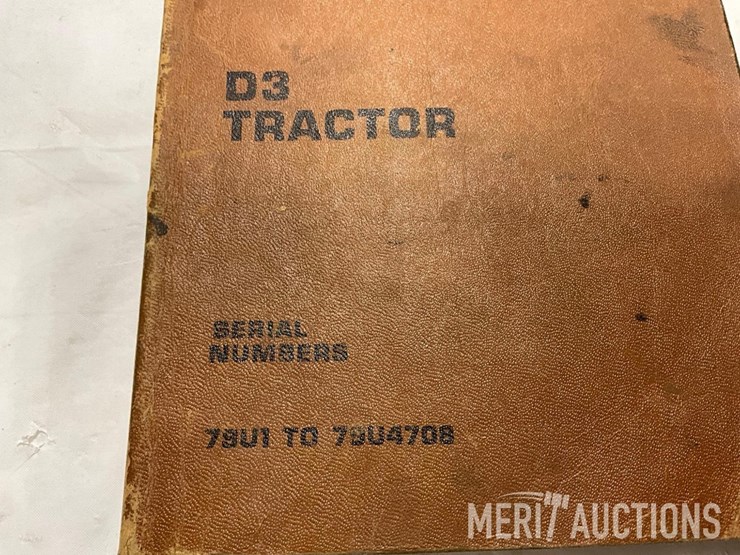 D3
TRACTOR
SERIAL
NUMBERS
79U1 TO 79U4708
MERIT AUCTIONS